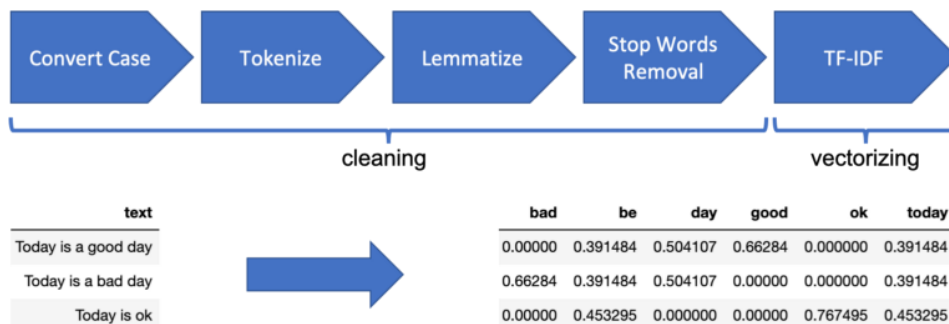 Convert Case
Tokenize
Lemmatize
Stop Words
Removal
TF-IDF
cleaning
vectorizing
text
Today is a good day
Today is a bad day
Today is ok
bad be day good ok today
0.00000 0.391484 0.504107 0.66284 0.000000 0.391484
0.66284 0.391484 0.504107 0.00000 0.000000 0.391484
0.00000 0.453295 0.000000 0.00000 0.767495 0.453295